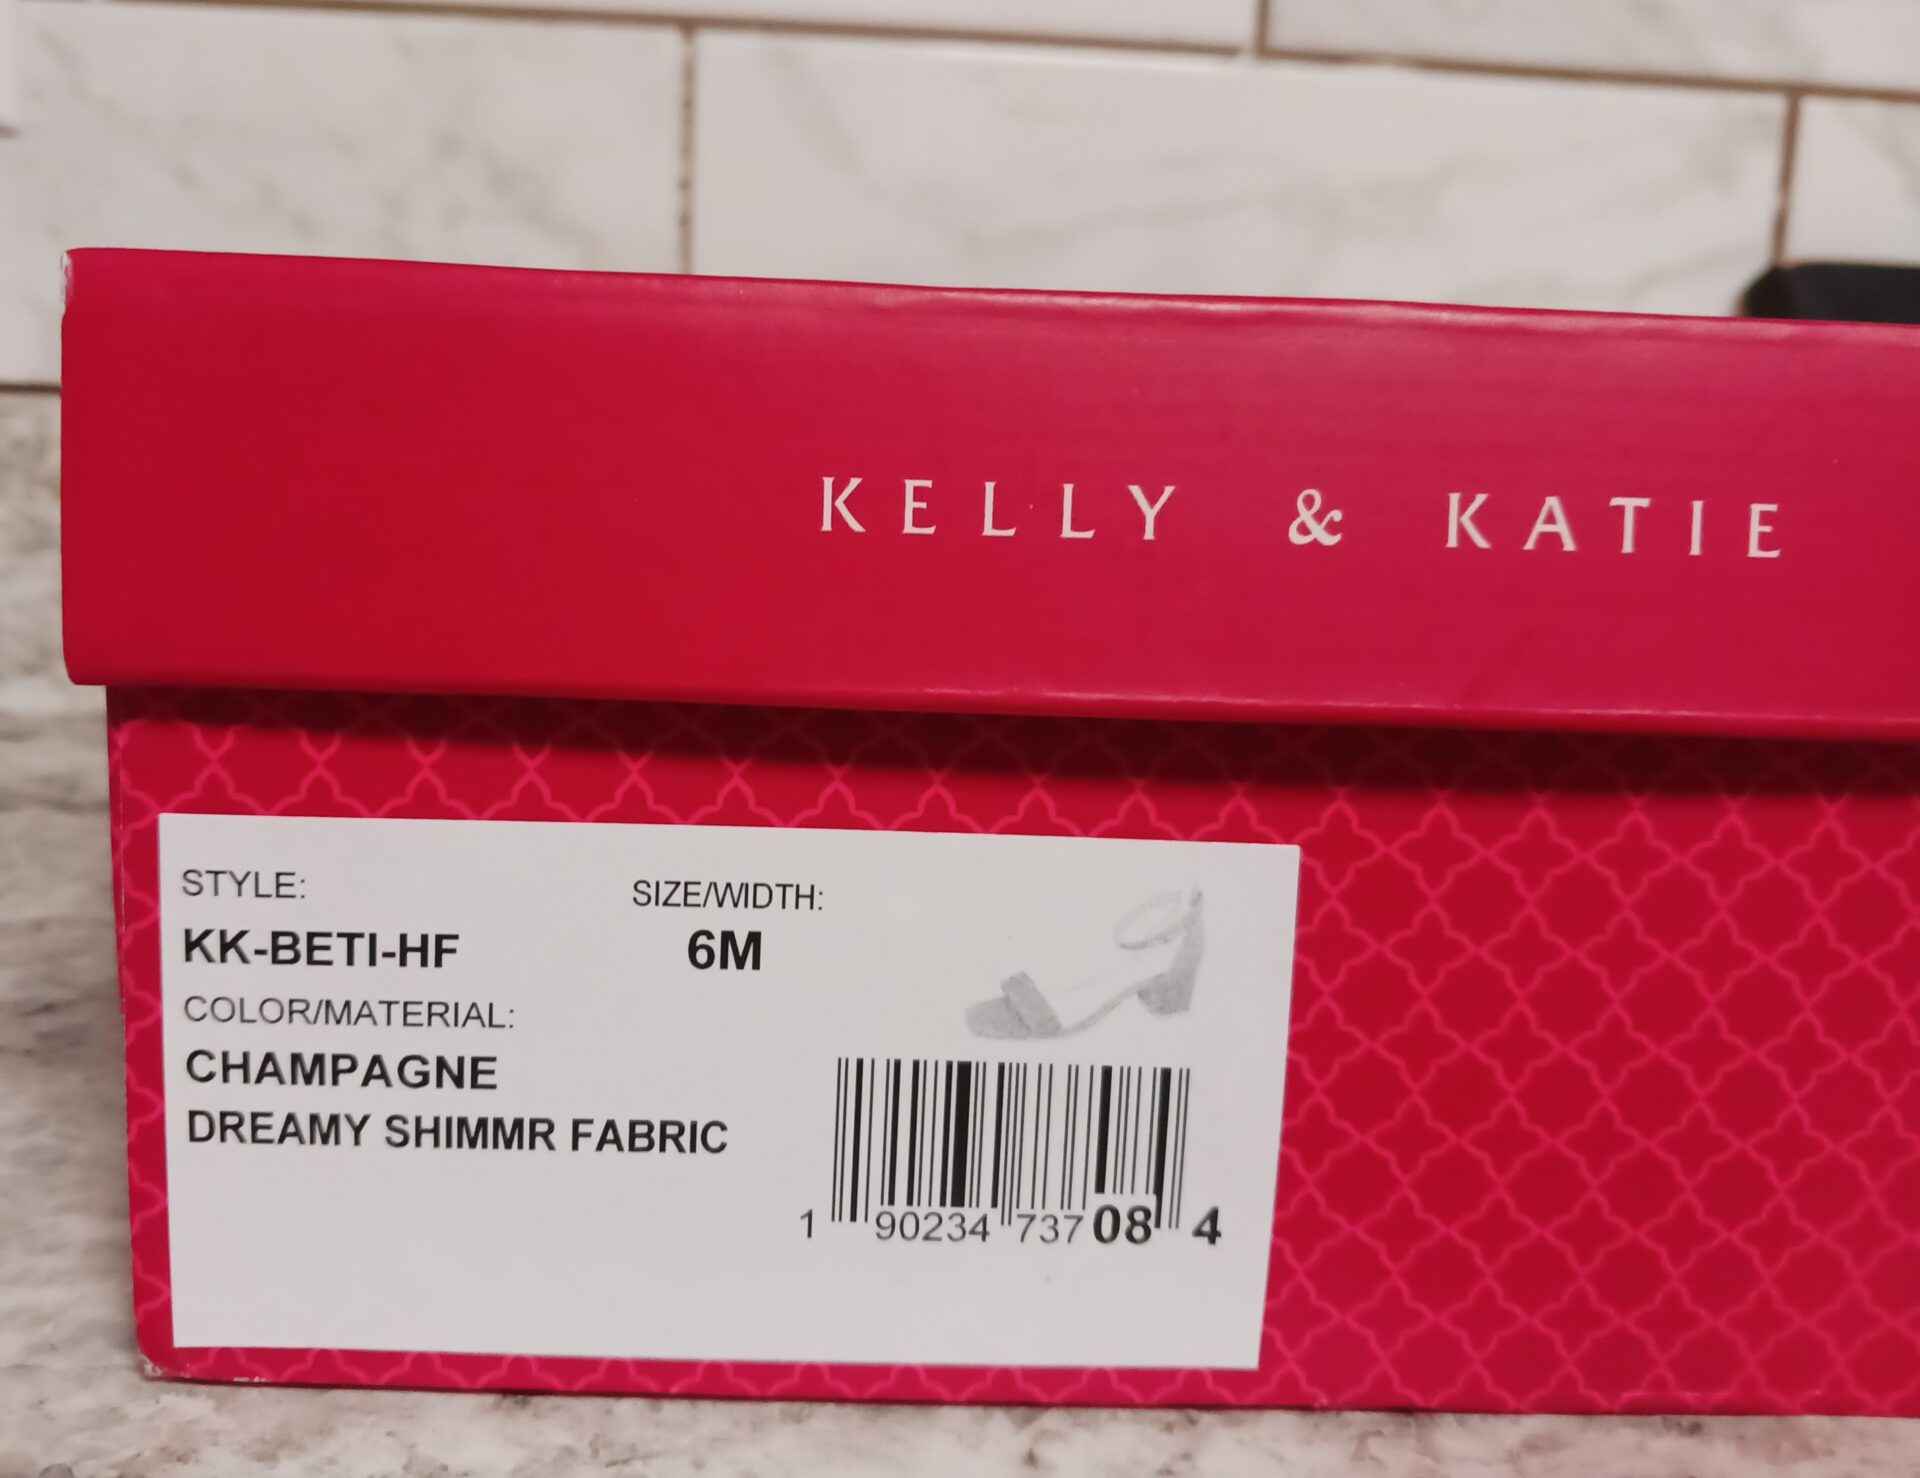 KELLY & KATIE
STYLE:
SIZE/WIDTH:
KK-BETI-HF
6M
COLOR/MATERIAL:
CHAMPAGNE
DREAMY SHIMMR FABRIC
1 90234 73708 4